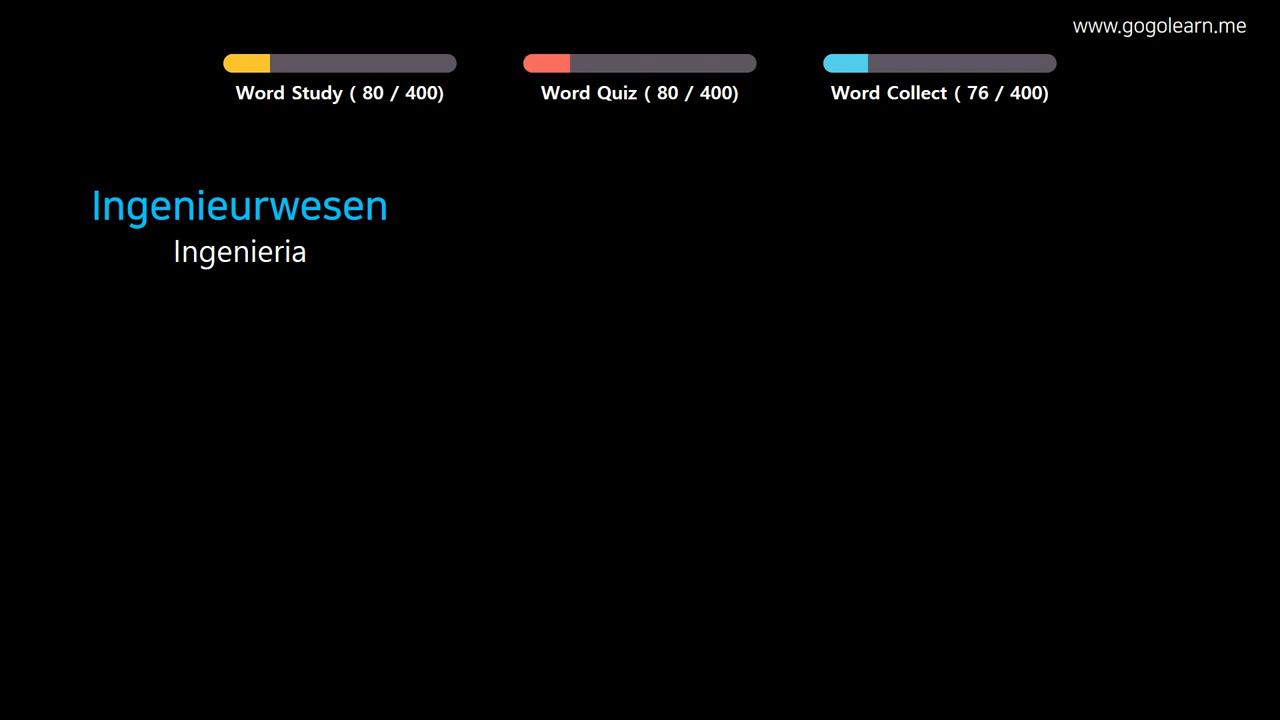 www.gogolearn.me
Word Study ( 80 / 400)
Word Quiz ( 80 / 400)
Word Collect ( 76 / 400)
Ingenieurwesen
Ingenieria